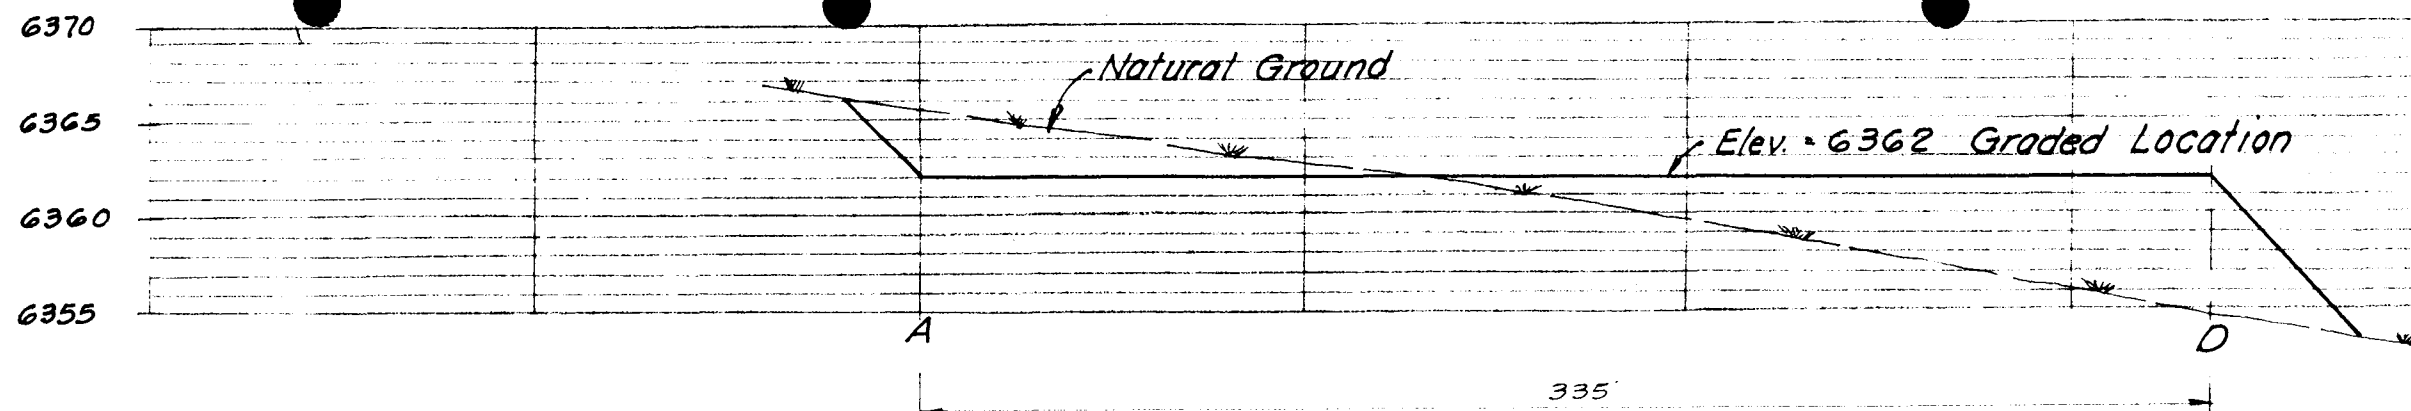 6370
Natural Ground
6365
Elev. = 6362 Graded Location
6360
6355
A
D
335'